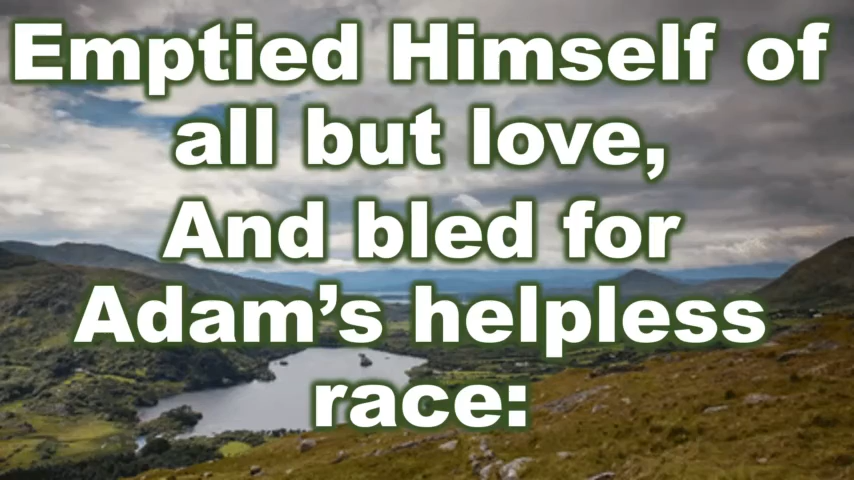 Emptied Himself of
all but love,
And bled for
Adam’s helpless
race: